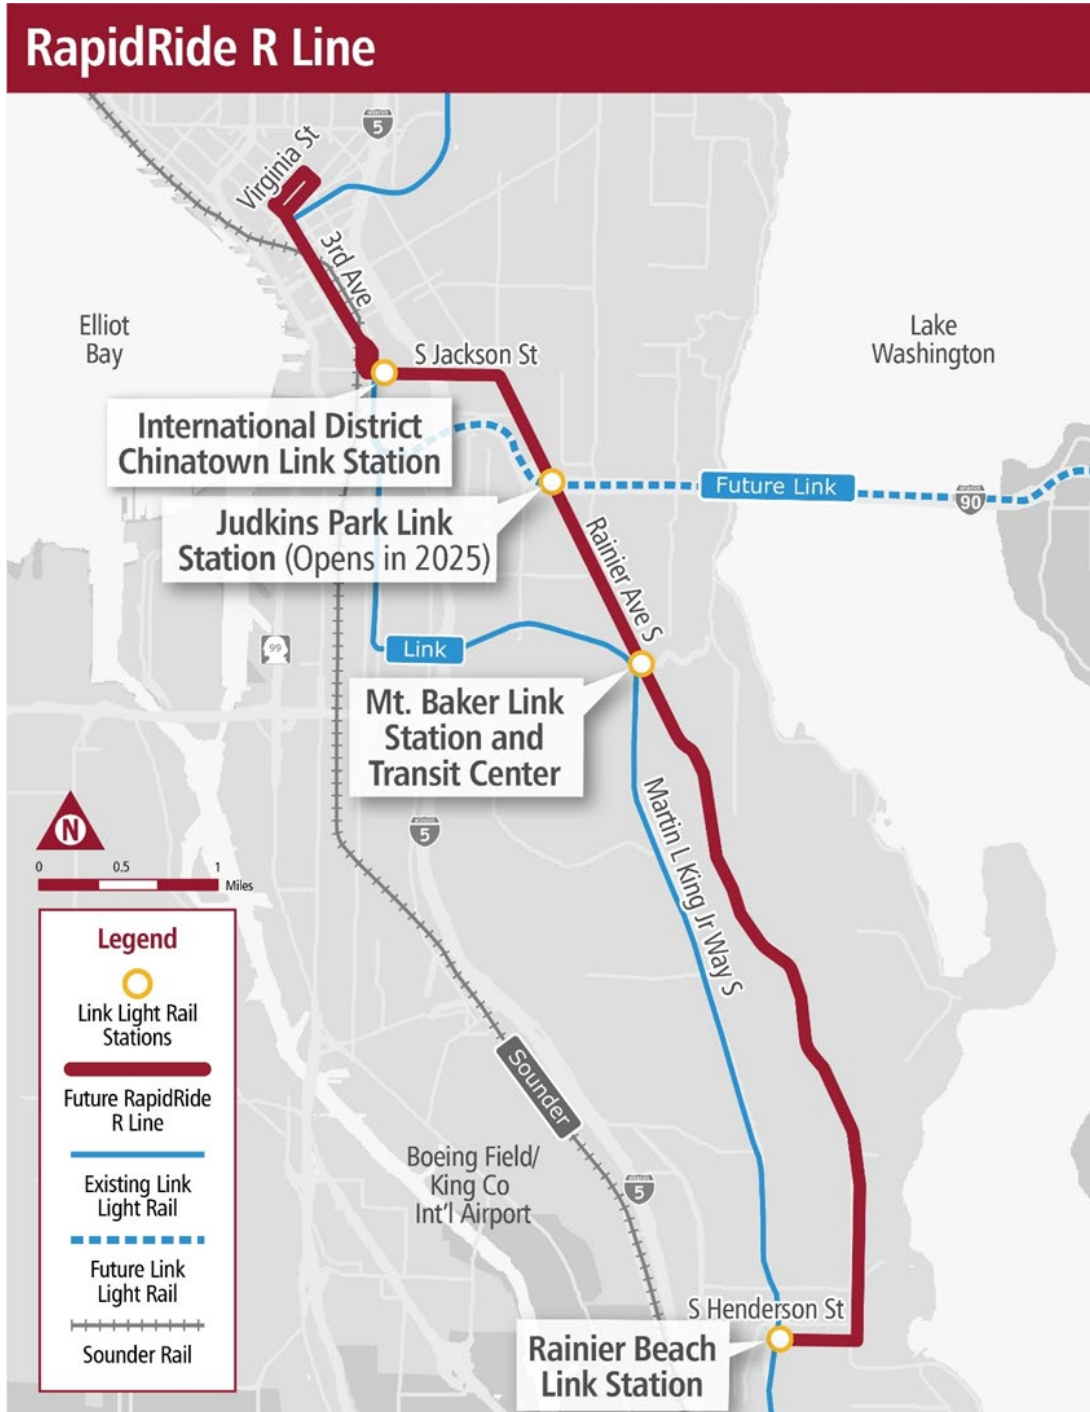 RapidRide R Line
5
Virginia St
3rd Ave
Elliot
Bay
S Jackson St
Lake
Washington
International District
Chinatown Link Station
Future Link
90
Judkins Park Link
Station (Opens in 2025)
Rainier Ave S
99
Link
Mt. Baker Link
Station and
Transit Center
Martin L King Jr Way S
N
5
0 0.5 1
Miles
Legend
Link Light Rail
Stations
Future RapidRide
R Line
Existing Link
Light Rail
Future Link
Light Rail
Sounder Rail
Sounder
Boeing Field/
King Co
Int'l Airport
5
S Henderson St
Rainier Beach
Link Station